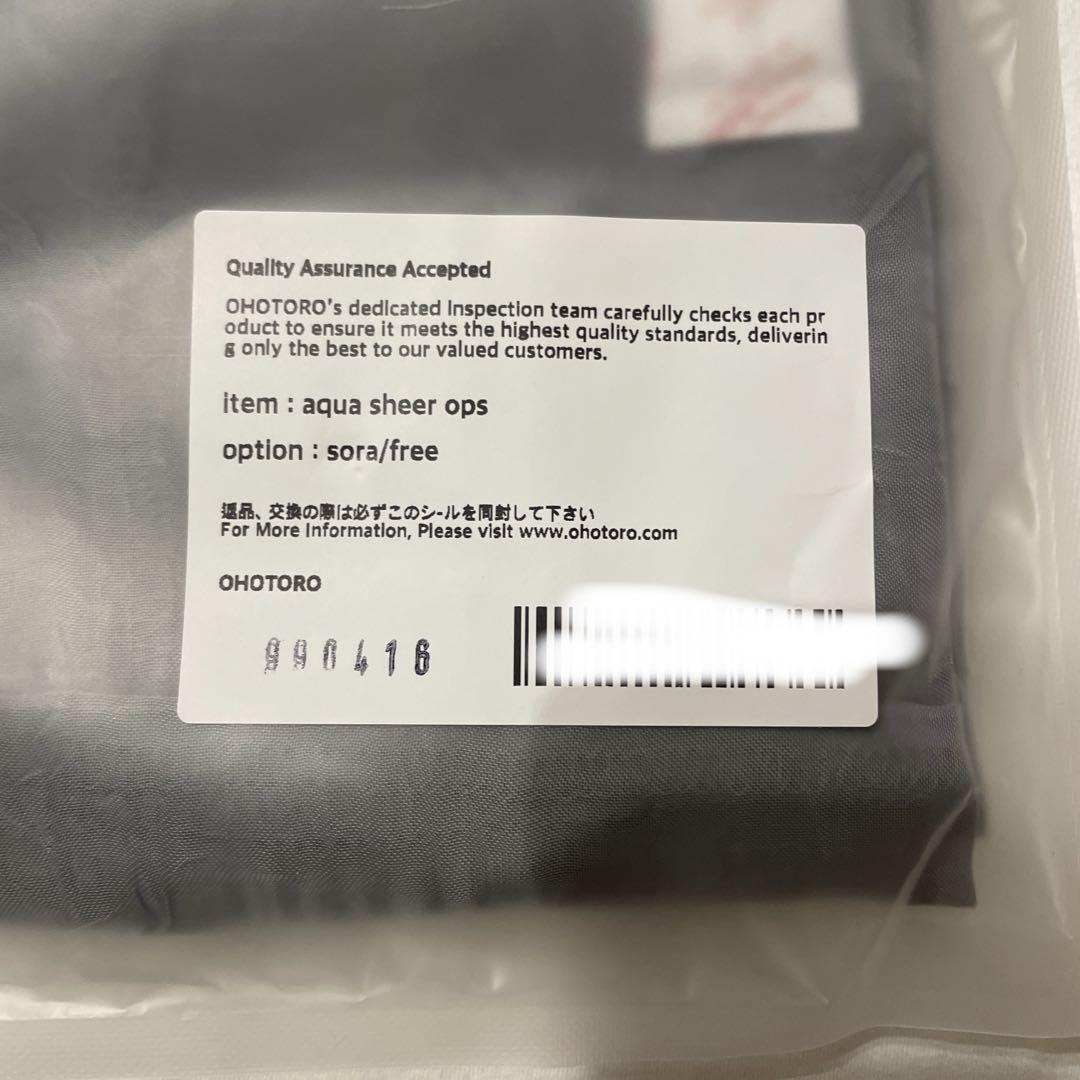 Quality Assurance Accepted
OHOTORO's dedicated inspection team carefully checks each pr
oduct to ensure it meets the highest quality standards, deliverin
g only the best to our valued customers.
item : aqua sheer ops
option : sora/free
返品、交換の際は必ずこのシールを同封して下さい
For More Information, Please visit www.ohotoro.com
OHOTORO